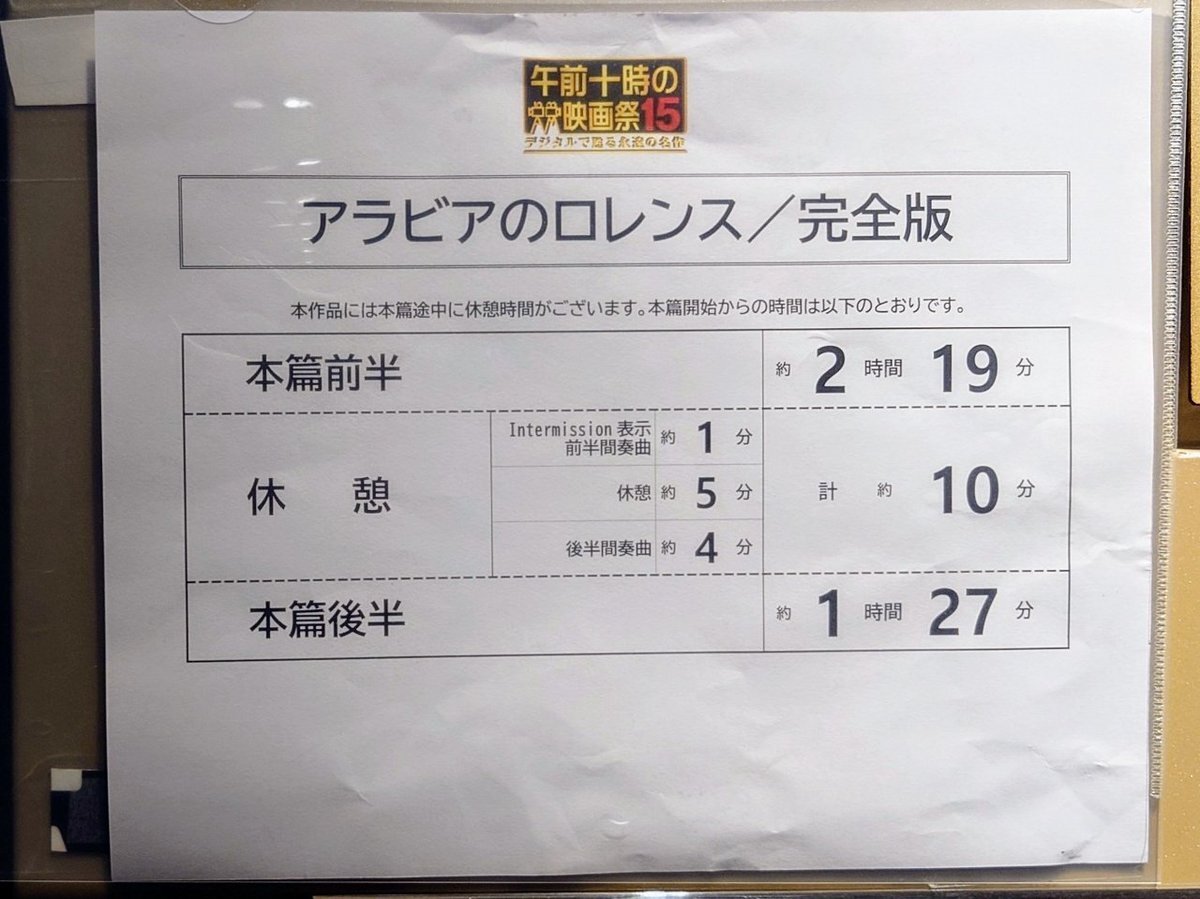 午前十時の
映画祭15
デジタルで甦る永遠の名作
アラビアのロレンス／完全版
本作品には本篇途中に休憩時間がございます。本篇開始からの時間は以下のとおりです。
本篇前半 約 2 時間 19 分
休　憩
Intermission 表示
前半間奏曲 約 1 分
休憩 約 5 分
後半間奏曲 約 4 分
計 約 10 分
本篇後半 約 1 時間 27 分